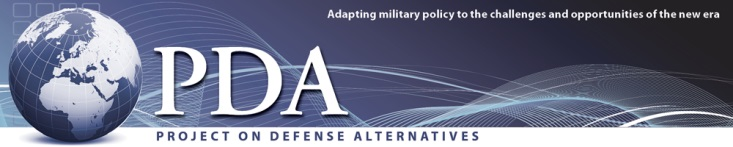 Adapting military policy to the challenges and opportunities of the new era
PDA
PROJECT ON DEFENSE ALTERNATIVES